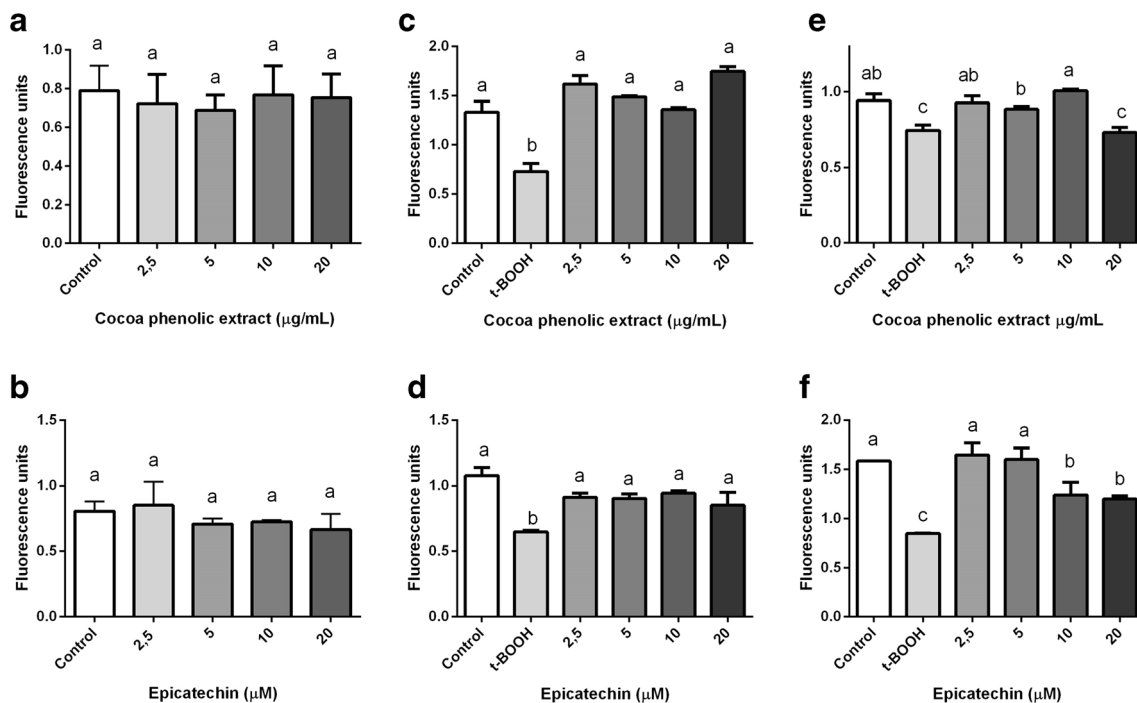 a
Fluorescence units
1.0
0.8
0.6
0.4
0.2
0.0
a a a a a
Control 2,5 5 10 20
Cocoa phenolic extract (μg/mL)
c
Fluorescence units
2.0
1.5
1.0
0.5
0.0
a b a a a a
Control t-BOOH 2,5 5 10 20
Cocoa phenolic extract (μg/mL)
e
Fluorescence units
1.0
0.5
0.0
ab c ab b a c
Control t-BOOH 2,5 5 10 20
Cocoa phenolic extract μg/mL
b
Fluorescence units
1.5
1.0
0.5
0.0
a a a a a
Control 2,5 5 10 20
Epicatechin (μM)
d
Fluorescence units
1.5
1.0
0.5
0.0
a b a a a a
Control t-BOOH 2,5 5 10 20
Epicatechin (μM)
f
Fluorescence units
2.0
1.5
1.0
0.5
0.0
a c a a b b
Control t-BOOH 2,5 5 10 20
Epicatechin (μM)